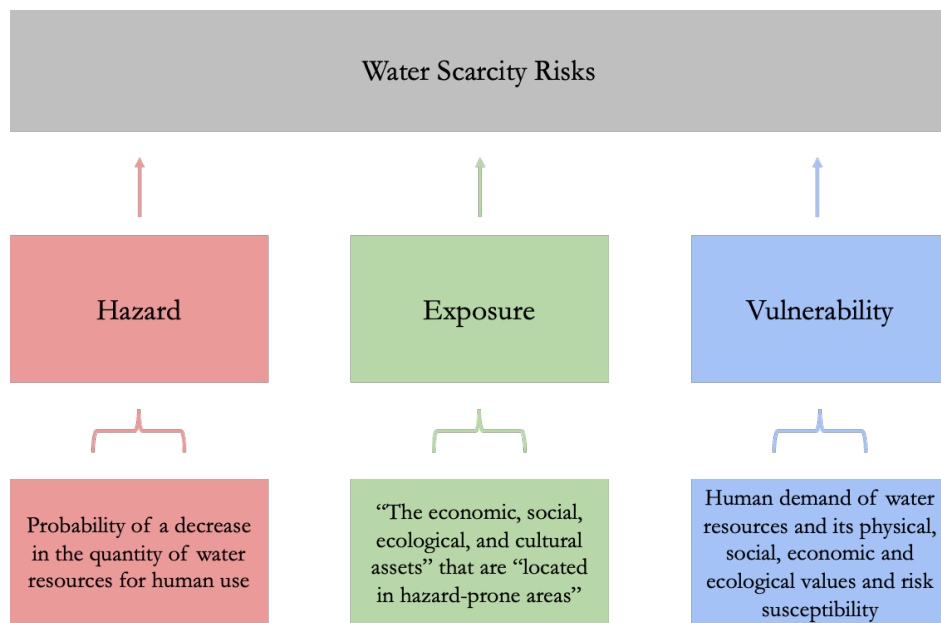 Water Scarcity Risks
Hazard
Exposure
Vulnerability
Probability of a decrease
in the quantity of water
resources for human use
“The economic, social,
ecological, and cultural
assets” that are “located
in hazard-prone areas”
Human demand of water
resources and its physical,
social, economic and
ecological values and risk
susceptibility